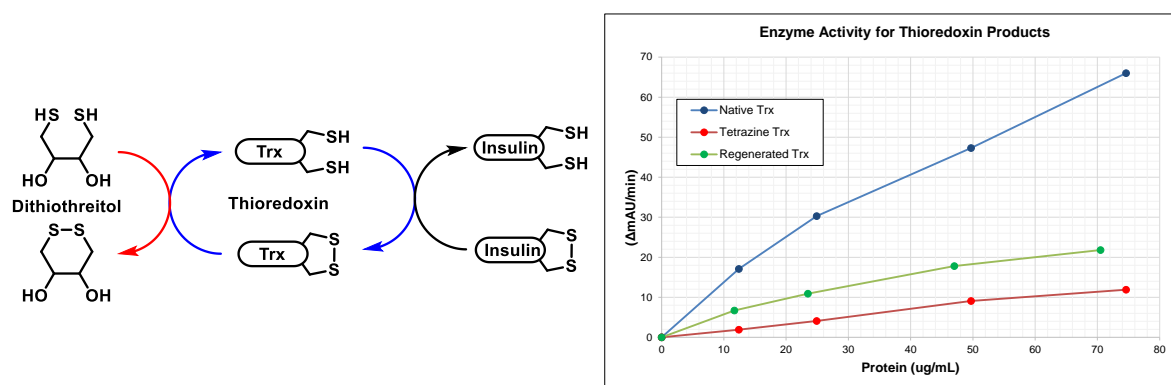 HS SH
HO OH
Dithiothreitol
S S
HO OH
Trx
SH
SH
Thioredoxin
Trx
S
S
Insulin
SH
SH
Insulin
S
S
Enzyme Activity for Thioredoxin Products
(ΔmAU/min)
70
60
50
40
30
20
10
0
Native Trx
Tetrazine Trx
Regenerated Trx
0 10 20 30 40 50 60 70 80
Protein (ug/mL)